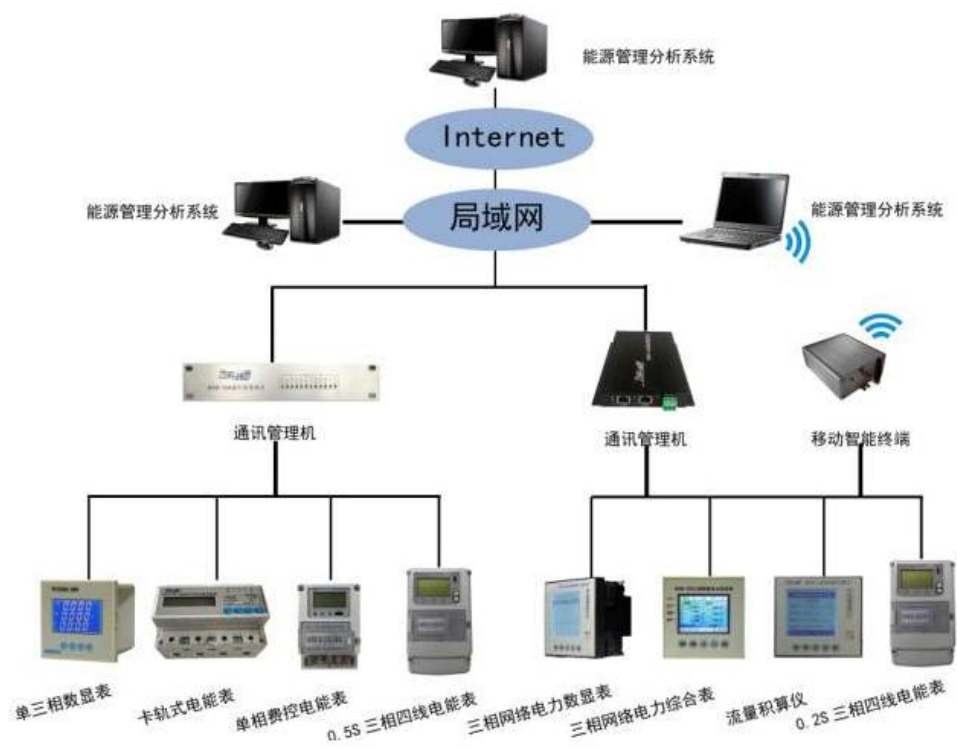 能源管理分析系统
Internet
能源管理分析系统
局域网
能源管理分析系统
通讯管理机
通讯管理机
移动智能终端
单三相数显表
卡轨式电能表
单相费控电能表
0.5S 三相四线电能表
三相网络电力数显表
三相网络电力综合表
流量积算仪
0.2S 三相四线电能表